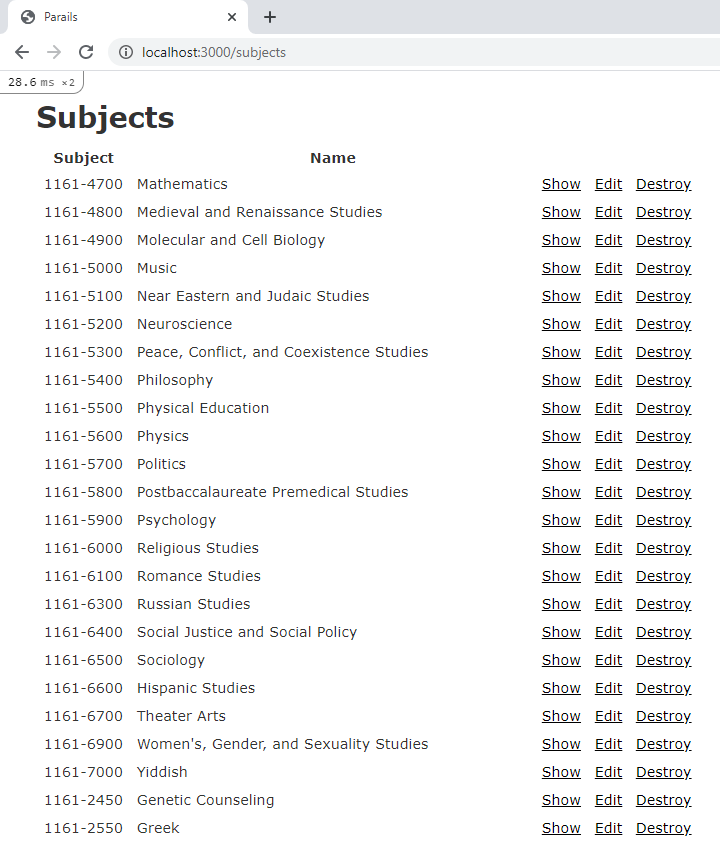 Parails
localhost:3000/subjects
28.6 ms ×2
Subjects
Subject Name
1161-4700 Mathematics Show Edit Destroy
1161-4800 Medieval and Renaissance Studies Show Edit Destroy
1161-4900 Molecular and Cell Biology Show Edit Destroy
1161-5000 Music Show Edit Destroy
1161-5100 Near Eastern and Judaic Studies Show Edit Destroy
1161-5200 Neuroscience Show Edit Destroy
1161-5300 Peace, Conflict, and Coexistence Studies Show Edit Destroy
1161-5400 Philosophy Show Edit Destroy
1161-5500 Physical Education Show Edit Destroy
1161-5600 Physics Show Edit Destroy
1161-5700 Politics Show Edit Destroy
1161-5800 Postbaccalaureate Premedical Studies Show Edit Destroy
1161-5900 Psychology Show Edit Destroy
1161-6000 Religious Studies Show Edit Destroy
1161-6100 Romance Studies Show Edit Destroy
1161-6300 Russian Studies Show Edit Destroy
1161-6400 Social Justice and Social Policy Show Edit Destroy
1161-6500 Sociology Show Edit Destroy
1161-6600 Hispanic Studies Show Edit Destroy
1161-6700 Theater Arts Show Edit Destroy
1161-6900 Women's, Gender, and Sexuality Studies Show Edit Destroy
1161-7000 Yiddish Show Edit Destroy
1161-2450 Genetic Counseling Show Edit Destroy
1161-2550 Greek Show Edit Destroy